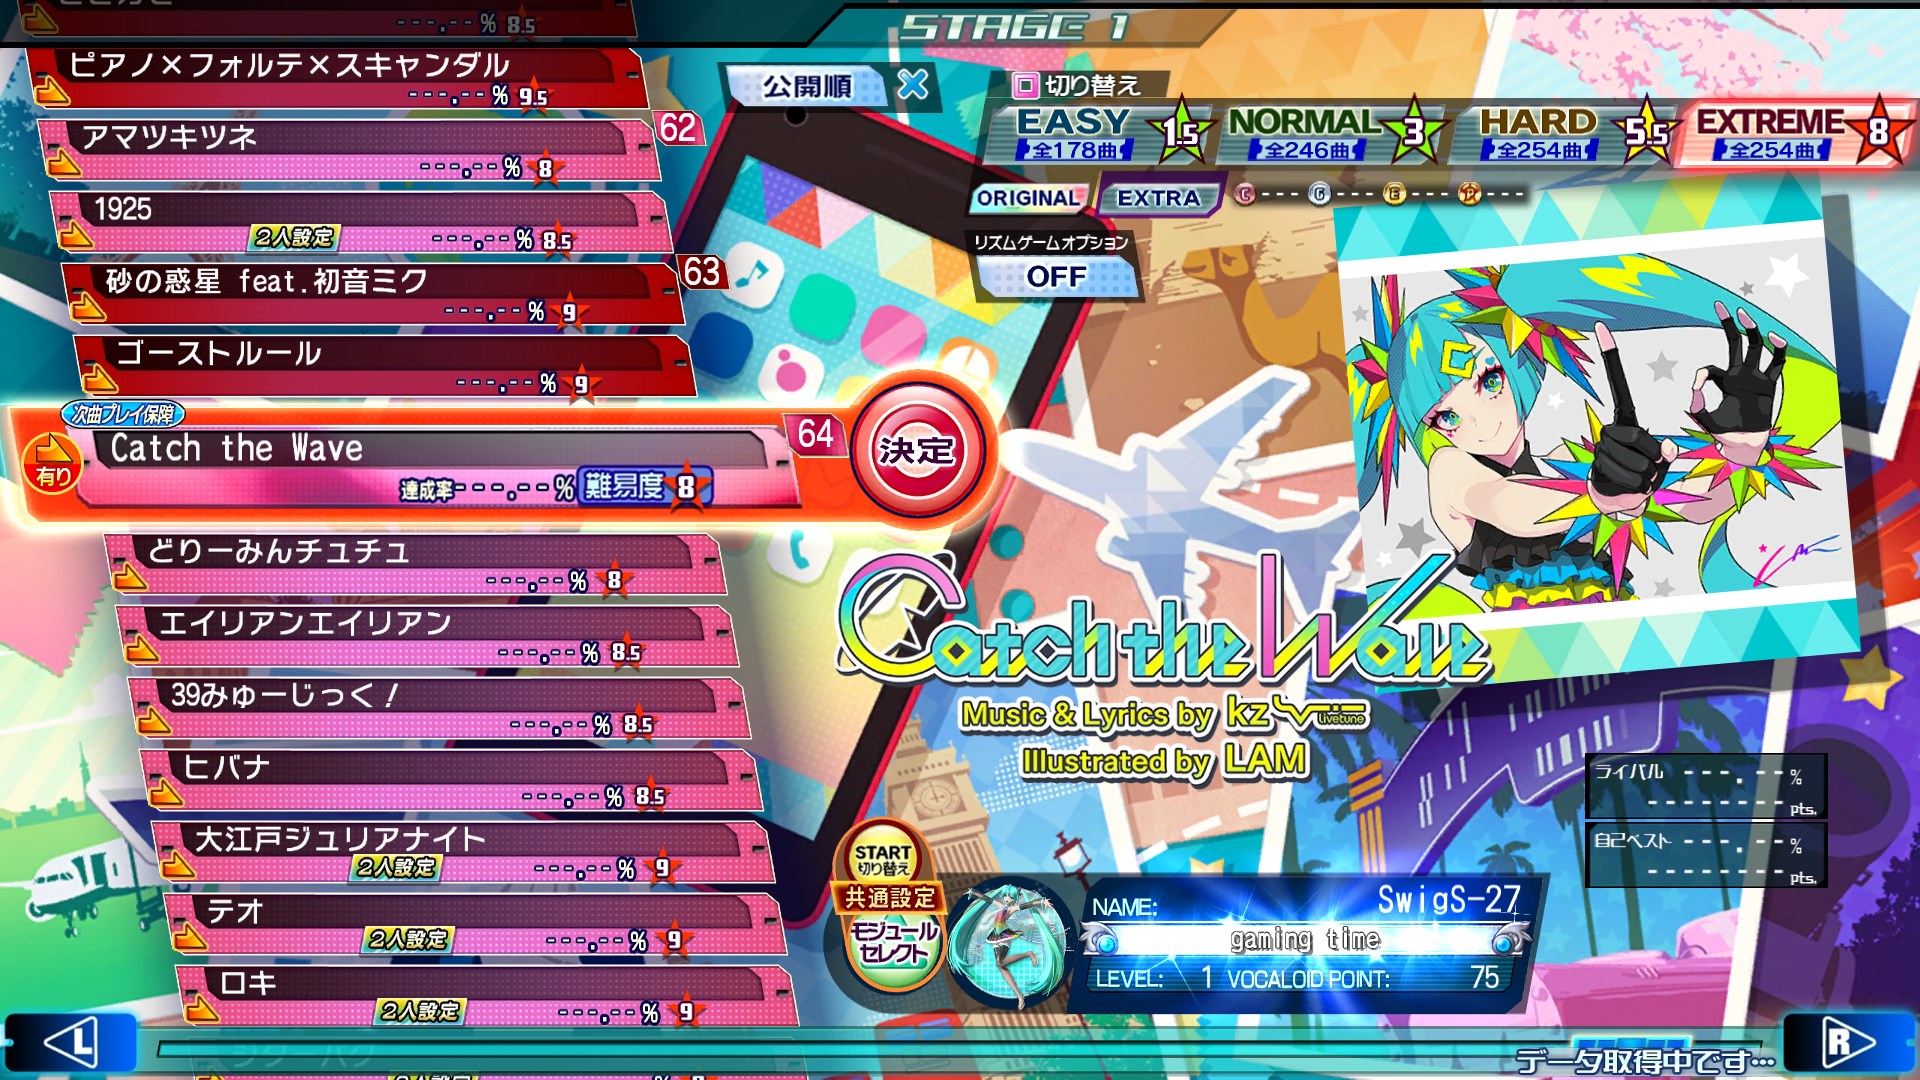 STAGE 1
---.--% 8.5
ピアノ×フォルテ×スキャンダル
---.--% 9.5
アマツキツネ
62
---.--% 8
1925
2人設定
---.--% 8.5
砂の惑星 feat.初音ミク
63
---.--% 9
ゴーストルール
---.--% 9
次曲プレイ保障
有り
Catch the Wave
64
達成率---.--% 難易度 8
決定
どりーみんチュチュ
---.--% 8
エイリアンエイリアン
---.--% 8.5
39みゅーじっく!
---.--% 8.5
ヒバナ
---.--% 8.5
大江戸ジュリアナイト
2人設定
---.--% 9
テオ
2人設定
---.--% 9
ロキ
2人設定
---.--% 9
L
公開順
切り替え
EASY
全178曲
1.5
NORMAL
全246曲
3
HARD
全254曲
5.5
EXTREME
全254曲
8
ORIGINAL
EXTRA
C --- G --- E --- P ---
リズムゲームオプション
OFF
Catch the Wave
Music & Lyrics by kz livetune
Illustrated by LAM
ライバル ---.--%
-------- pts.
自己ベスト ---.--%
-------- pts.
START
切り替え
共通設定
モジュール
セレクト
NAME: SwigS-27
gaming time
LEVEL: 1 VOCALOID POINT: 75
データ取得中です…
R